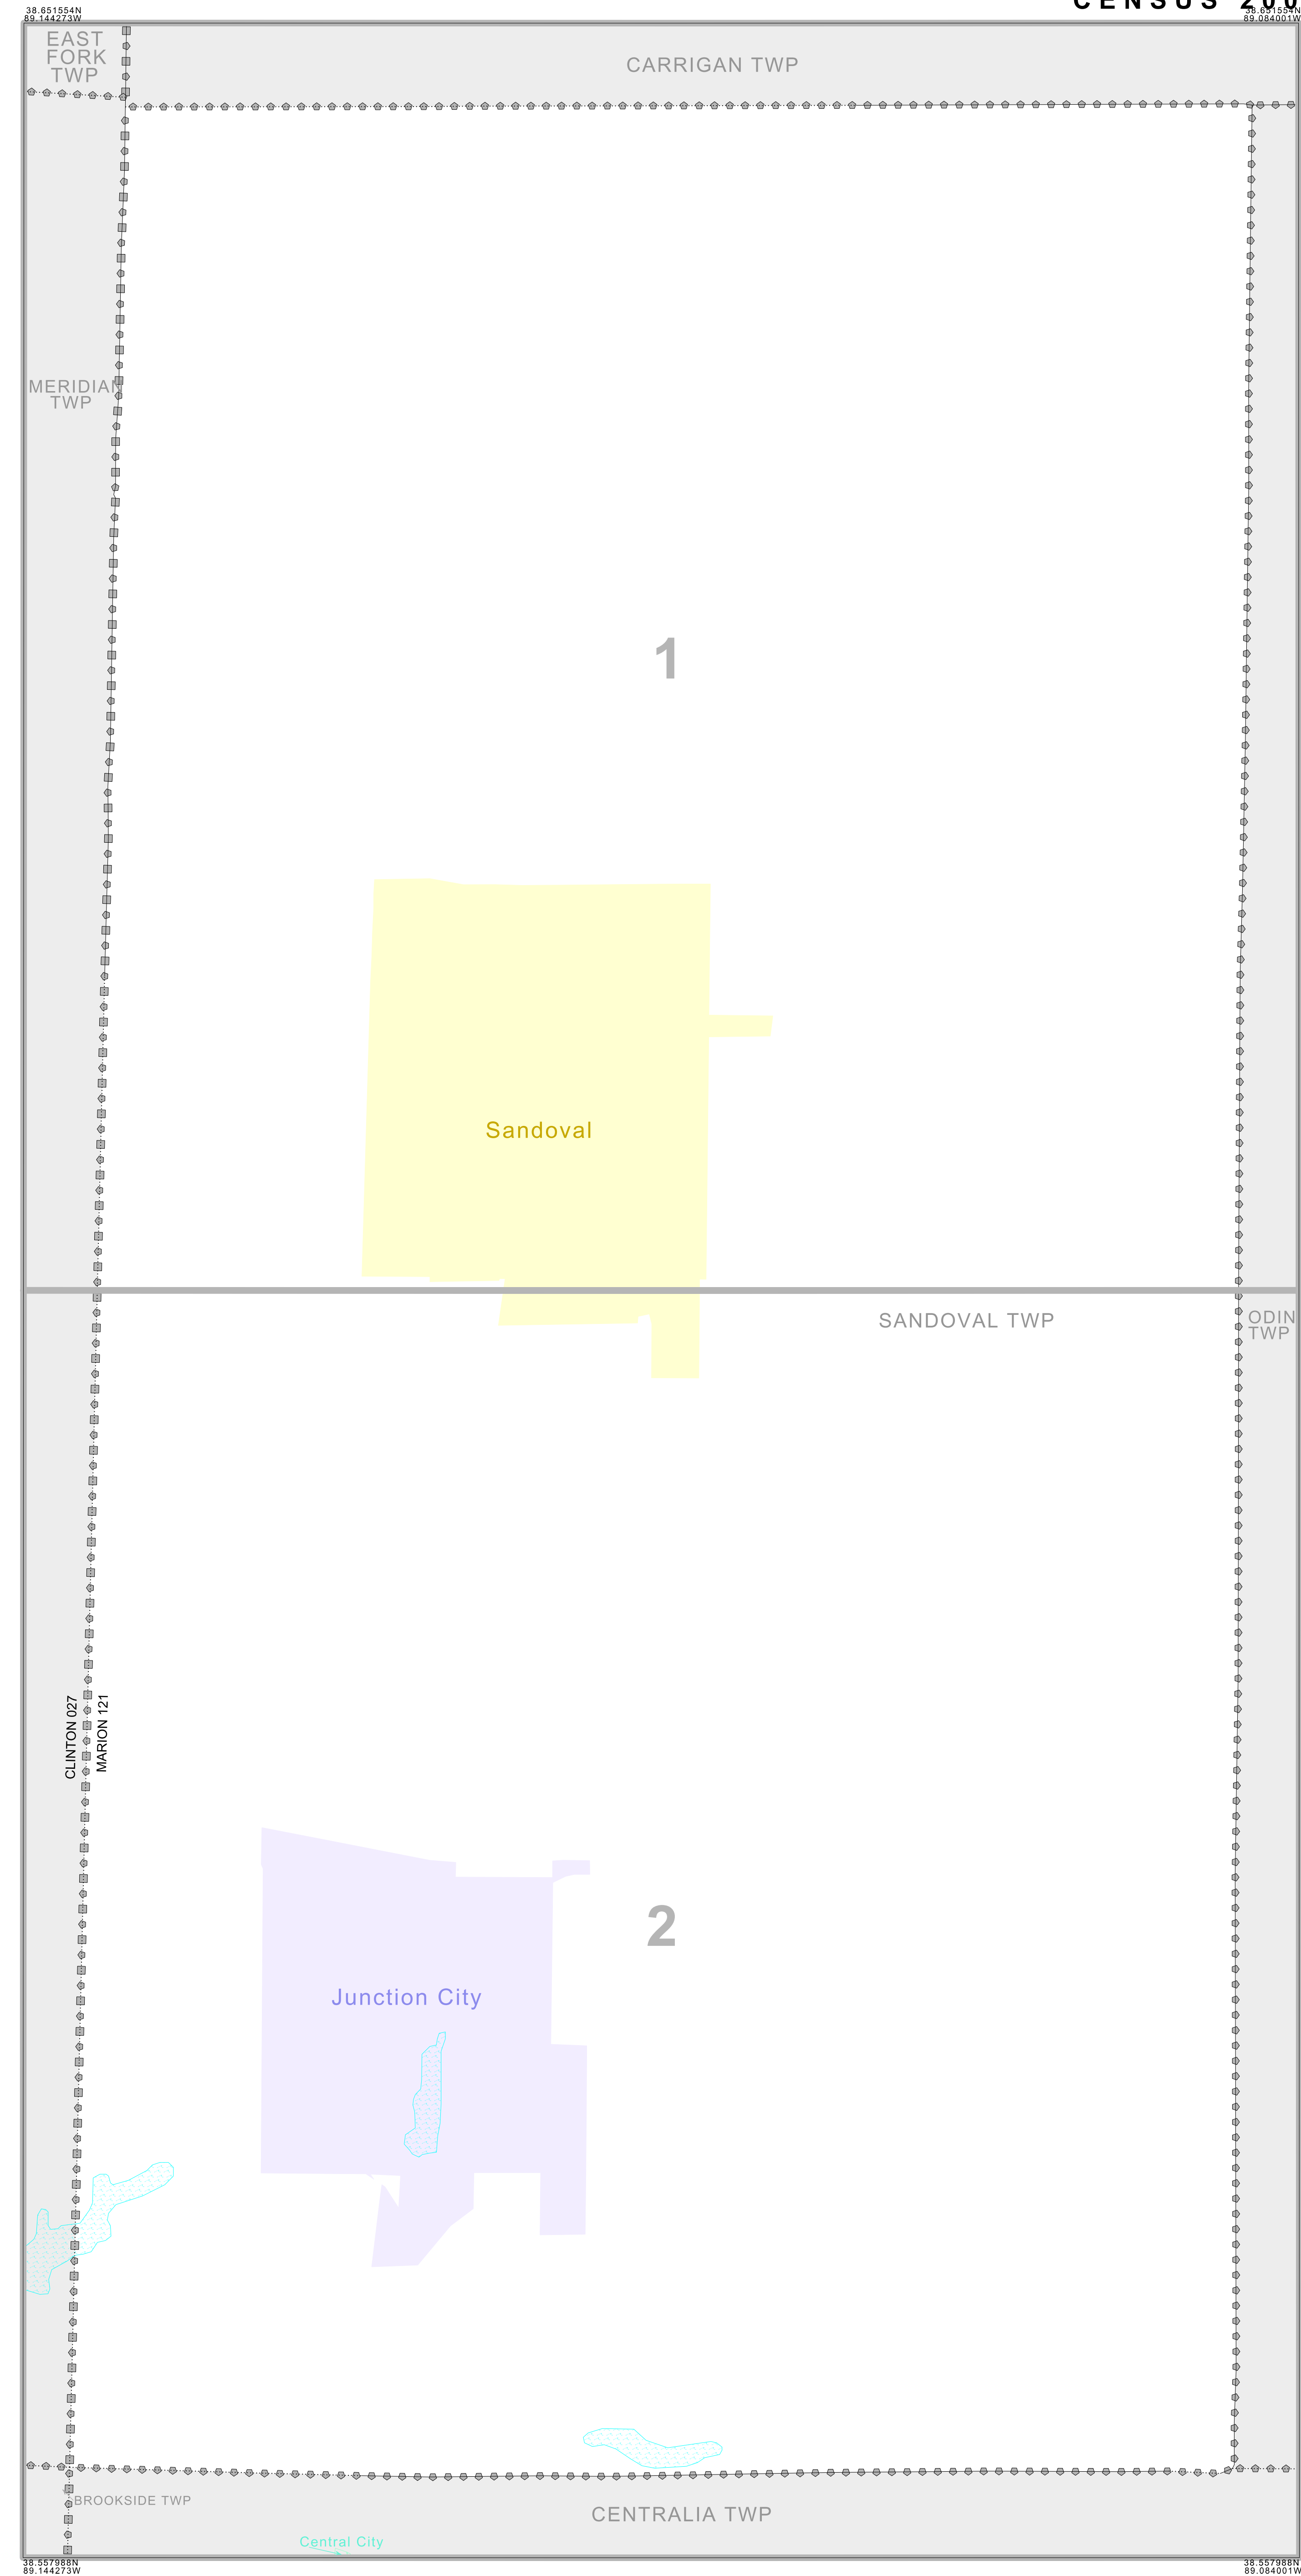 CENSUS 200
38.651554N
89.144273W
38.651554N
89.084001W
EAST
FORK
TWP
CARRIGAN TWP
MERIDIAN
TWP
1
Sandoval
SANDOVAL TWP
ODIN
TWP
CLINTON 027
MARION 121
2
Junction City
BROOKSIDE TWP
CENTRALIA TWP
Central City
38.557988N
89.144273W
38.557988N
89.084001W